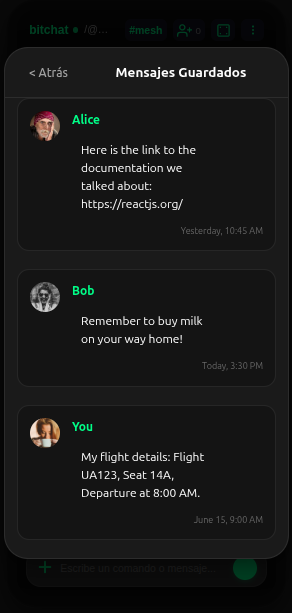 bitchat /@... #mesh 0
< Atrás Mensajes Guardados
Alice
Here is the link to the
documentation we
talked about:
https://reactjs.org/
Yesterday, 10:45 AM
Bob
Remember to buy milk
on your way home!
Today, 3:30 PM
You
My flight details: Flight
UA123, Seat 14A,
Departure at 8:00 AM.
June 15, 9:00 AM
Escribe un comando o mensaje...